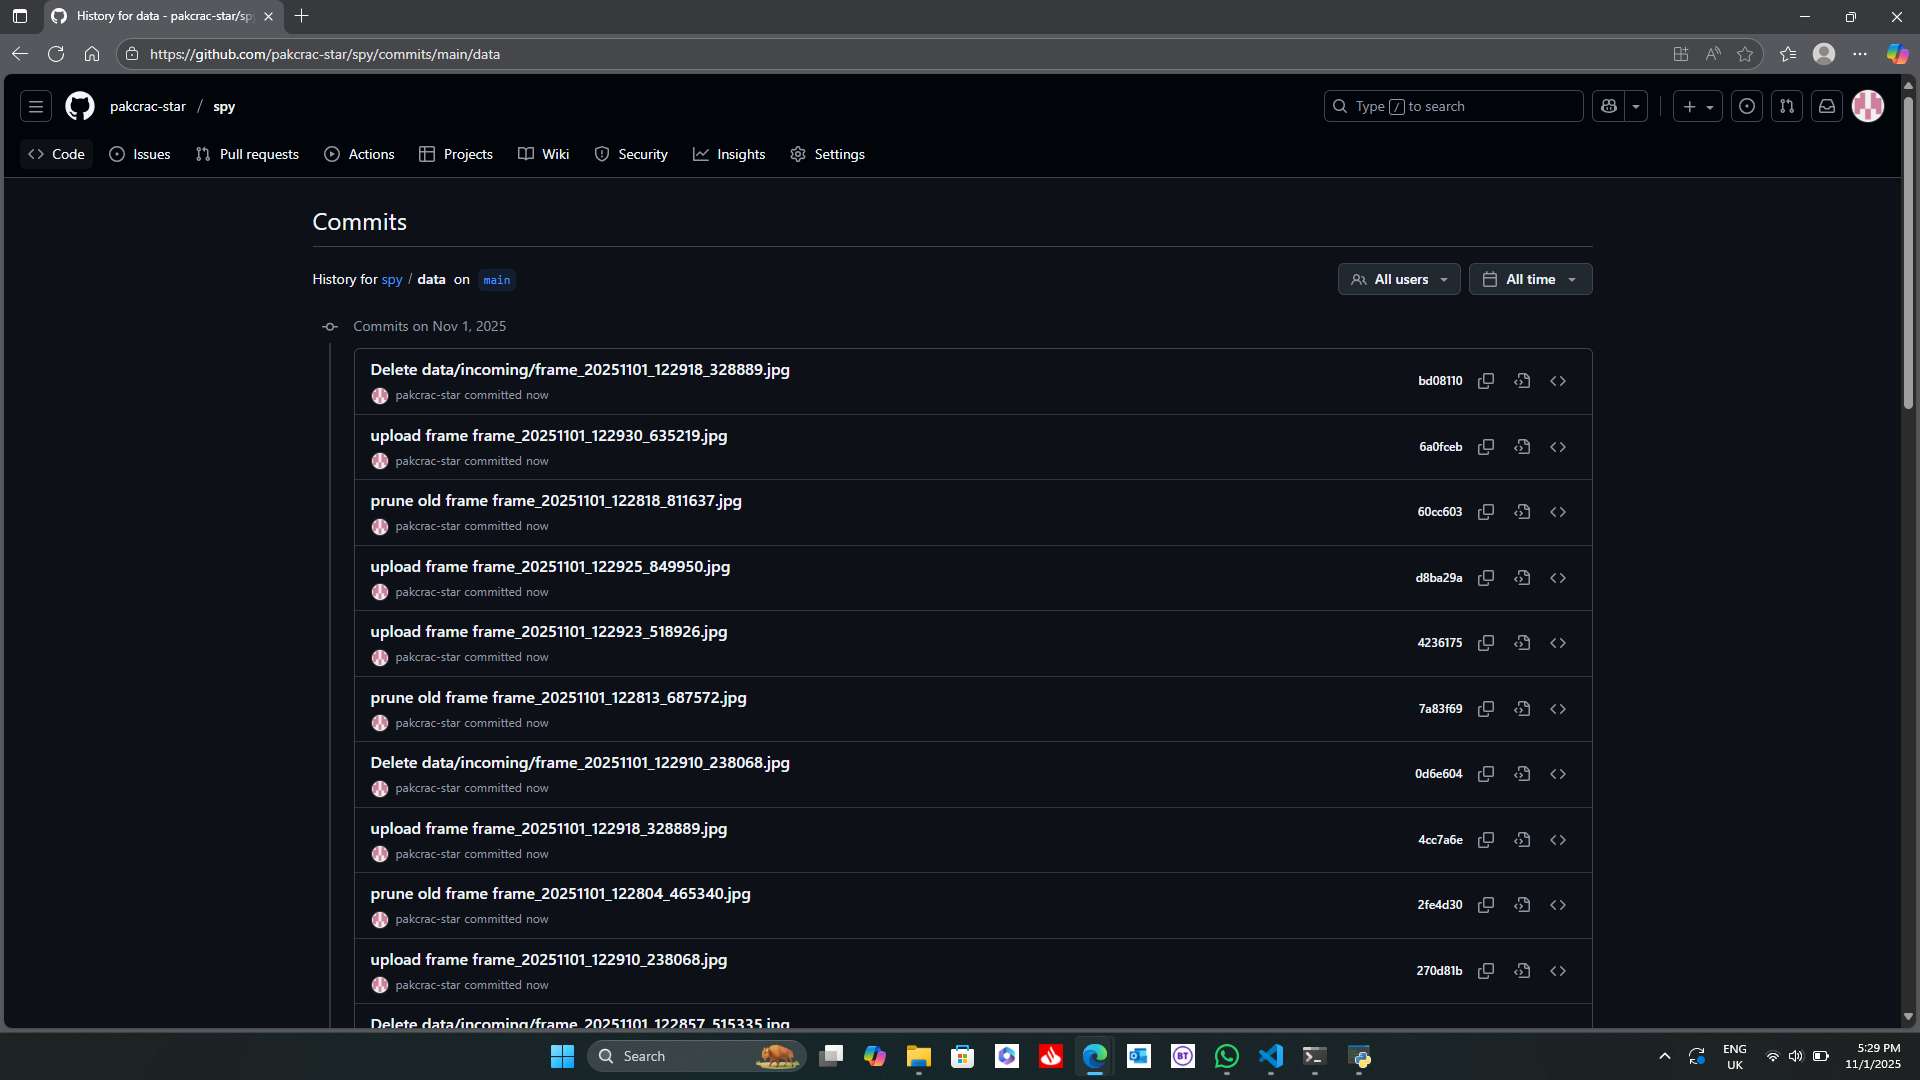 History for data - pakcrac-star/sp
https://github.com/pakcrac-star/spy/commits/main/data
pakcrac-star / spy
Type / to search
Code
Issues
Pull requests
Actions
Projects
Wiki
Security
Insights
Settings
Commits
History for spy / data on main
All users
All time
Commits on Nov 1, 2025
Delete data/incoming/frame_20251101_122918_328889.jpg
pakcrac-star committed now
bd08110
upload frame frame_20251101_122930_635219.jpg
pakcrac-star committed now
6a0fceb
prune old frame frame_20251101_122818_811637.jpg
pakcrac-star committed now
60cc603
upload frame frame_20251101_122925_849950.jpg
pakcrac-star committed now
d8ba29a
upload frame frame_20251101_122923_518926.jpg
pakcrac-star committed now
4236175
prune old frame frame_20251101_122813_687572.jpg
pakcrac-star committed now
7a83f69
Delete data/incoming/frame_20251101_122910_238068.jpg
pakcrac-star committed now
0d6e604
upload frame frame_20251101_122918_328889.jpg
pakcrac-star committed now
4cc7a6e
prune old frame frame_20251101_122804_465340.jpg
pakcrac-star committed now
2fe4d30
upload frame frame_20251101_122910_238068.jpg
pakcrac-star committed now
270d81b
Delete data/incoming/frame_20251101_122857_515335.jpg
Search
BT
ENG
UK
5:29 PM
11/1/2025